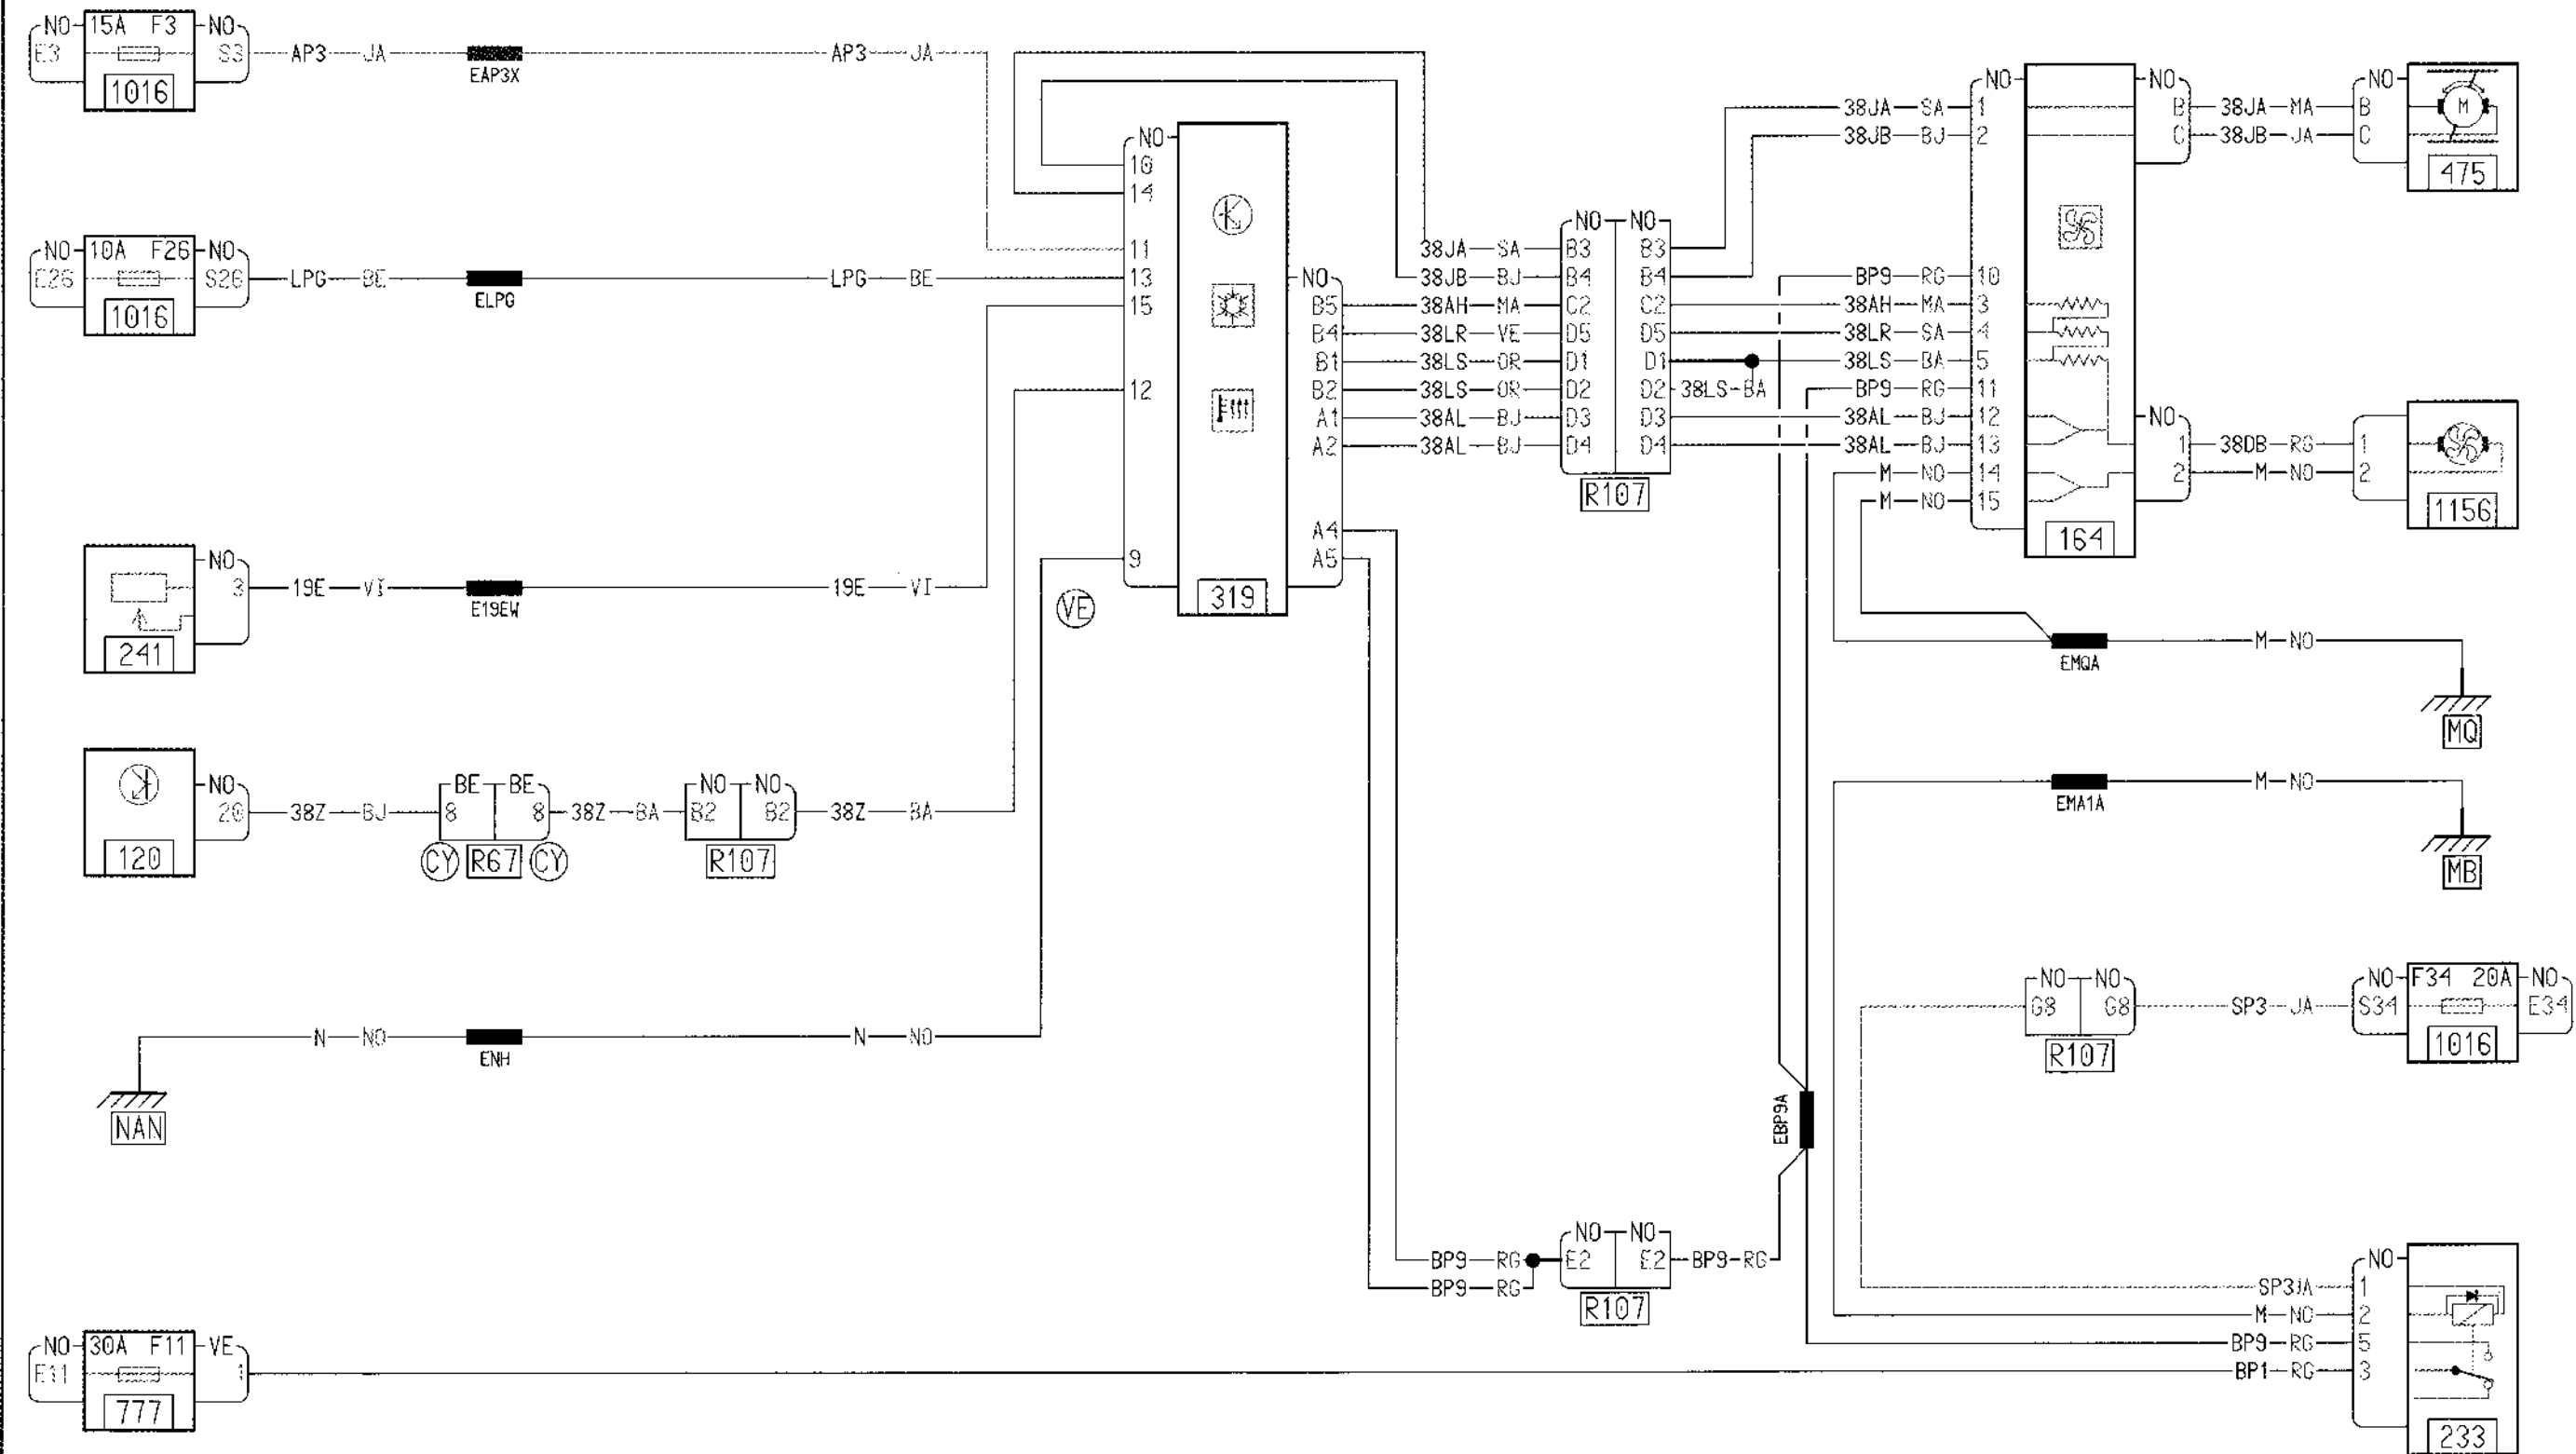 NO 15A F3 NO
E3 S3 AP3 JA AP3 JA
EAP3X
1016
NO 10A F26 NO
E26 S26 LPG BE LPG BE
ELPG
1016
NO
3 19E VI 19E VI
E19EW
241
NO
20 38Z BJ
120
BE BE
8 8 38Z BA
CY R67 CY
NO NO
B2 B2 38Z BA
R107
N NO N NO
ENH
NAN
NO 30A F11 VE
E11 1
777
NO
10
14
11
13
15
12
9
VE
319
NO
B5 38AH MA
B4 38LR VE
B1 38LS OR
B2 38LS OR
A1 38AL BJ
A2 38AL BJ
A4
A5
NO NO
38JA SA B3 B3
38JB BJ B4 B4
C2 C2
D5 D5
D1 D1
D2 D2 38LS BA
D3 D3
D4 D4
R107
BP9 RG
BP9 RG
NO NO
E2 E2 BP9 RG
R107
EBP9A
NO
38JA SA 1
38JB BJ 2
BP9 RG 10
38AH MA 3
38LR SA 4
38LS BA 5
BP9 RG 11
38AL BJ 12
38AL BJ 13
M NO 14
M NO 15
164
NO
B 38JA MA
C 38JB JA
NO
B
C
M
475
NO
1 38DB RG 1
2 M NO 2
1156
M NO
EMQA
MQ
M NO
EMA1A
MB
NO NO
G8 G8 SP3 JA
R107
NO F34 20A NO
S34 E34
1016
NO
SP3JA 1
M NO 2
BP9 RG 5
BP1 RG 3
233